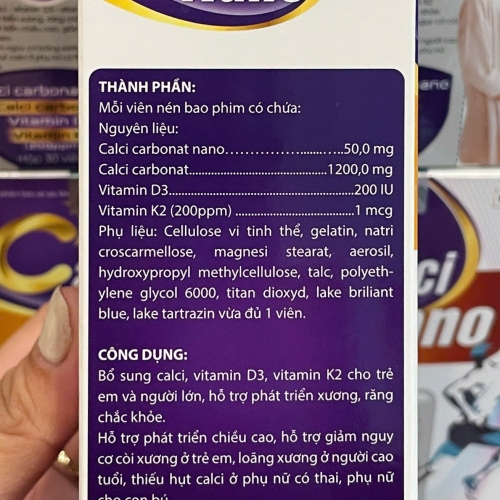 Nano
THÀNH PHẦN:
Mỗi viên nén bao phim có chứa:
Nguyên liệu:
Calci carbonat nano……………......…..50,0 mg
Calci carbonat...............................................1200,0 mg
Vitamin D3...............................................................200 IU
Vitamin K2 (200ppm) .........................................1 mcg
Phụ liệu: Cellulose vi tinh thể, gelatin, natri
croscarmellose, magnesi stearat, aerosil,
hydroxypropyl methylcellulose, talc, polyeth-
ylene glycol 6000, titan dioxyd, lake briliant
blue, lake tartrazin vừa đủ 1 viên.
CÔNG DỤNG:
Bổ sung calci, vitamin D3, vitamin K2 cho trẻ
em và người lớn, hỗ trợ phát triển xương, răng
chắc khỏe.
Hỗ trợ phát triển chiều cao, hỗ trợ giảm nguy
cơ còi xương ở trẻ em, loãng xương ở người cao
tuổi, thiếu hụt calci ở phụ nữ có thai, phụ nữ
cho con bú